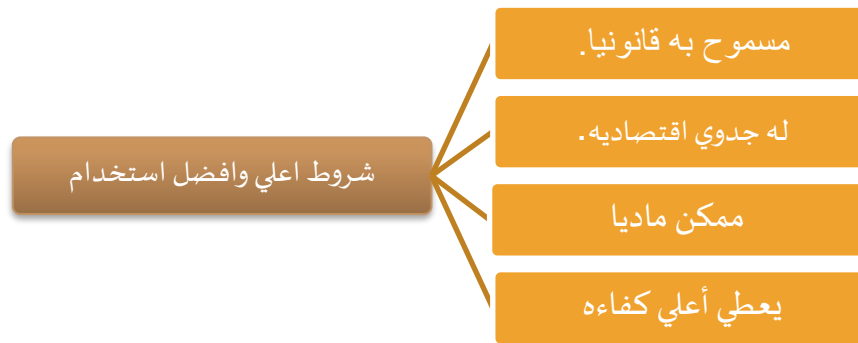 شروط اعلي وافضل استخدام
مسموح به قانونيا.
له جدوي اقتصاديه.
ممكن ماديا
يعطي أعلي كفاءه